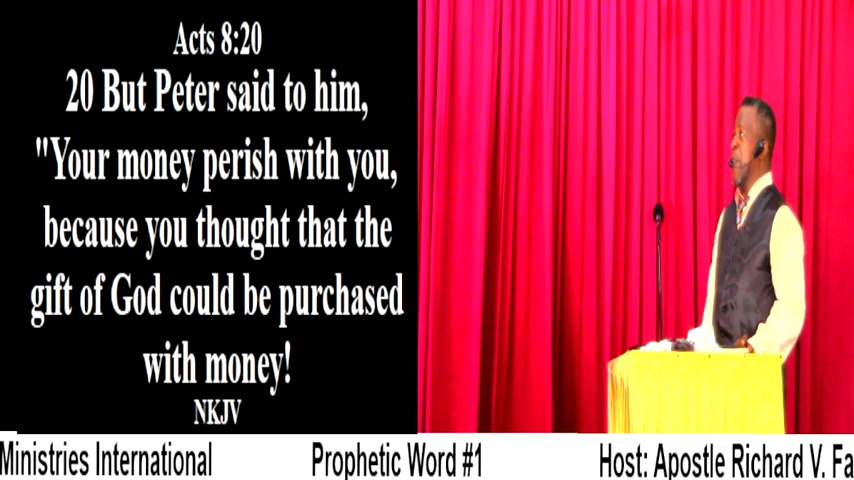 Acts 8:20
20 But Peter said to him,
"Your money perish with you,
because you thought that the
gift of God could be purchased
with money!
NKJV
Ministries International Prophetic Word #1 Host: Apostle Richard V. Fa